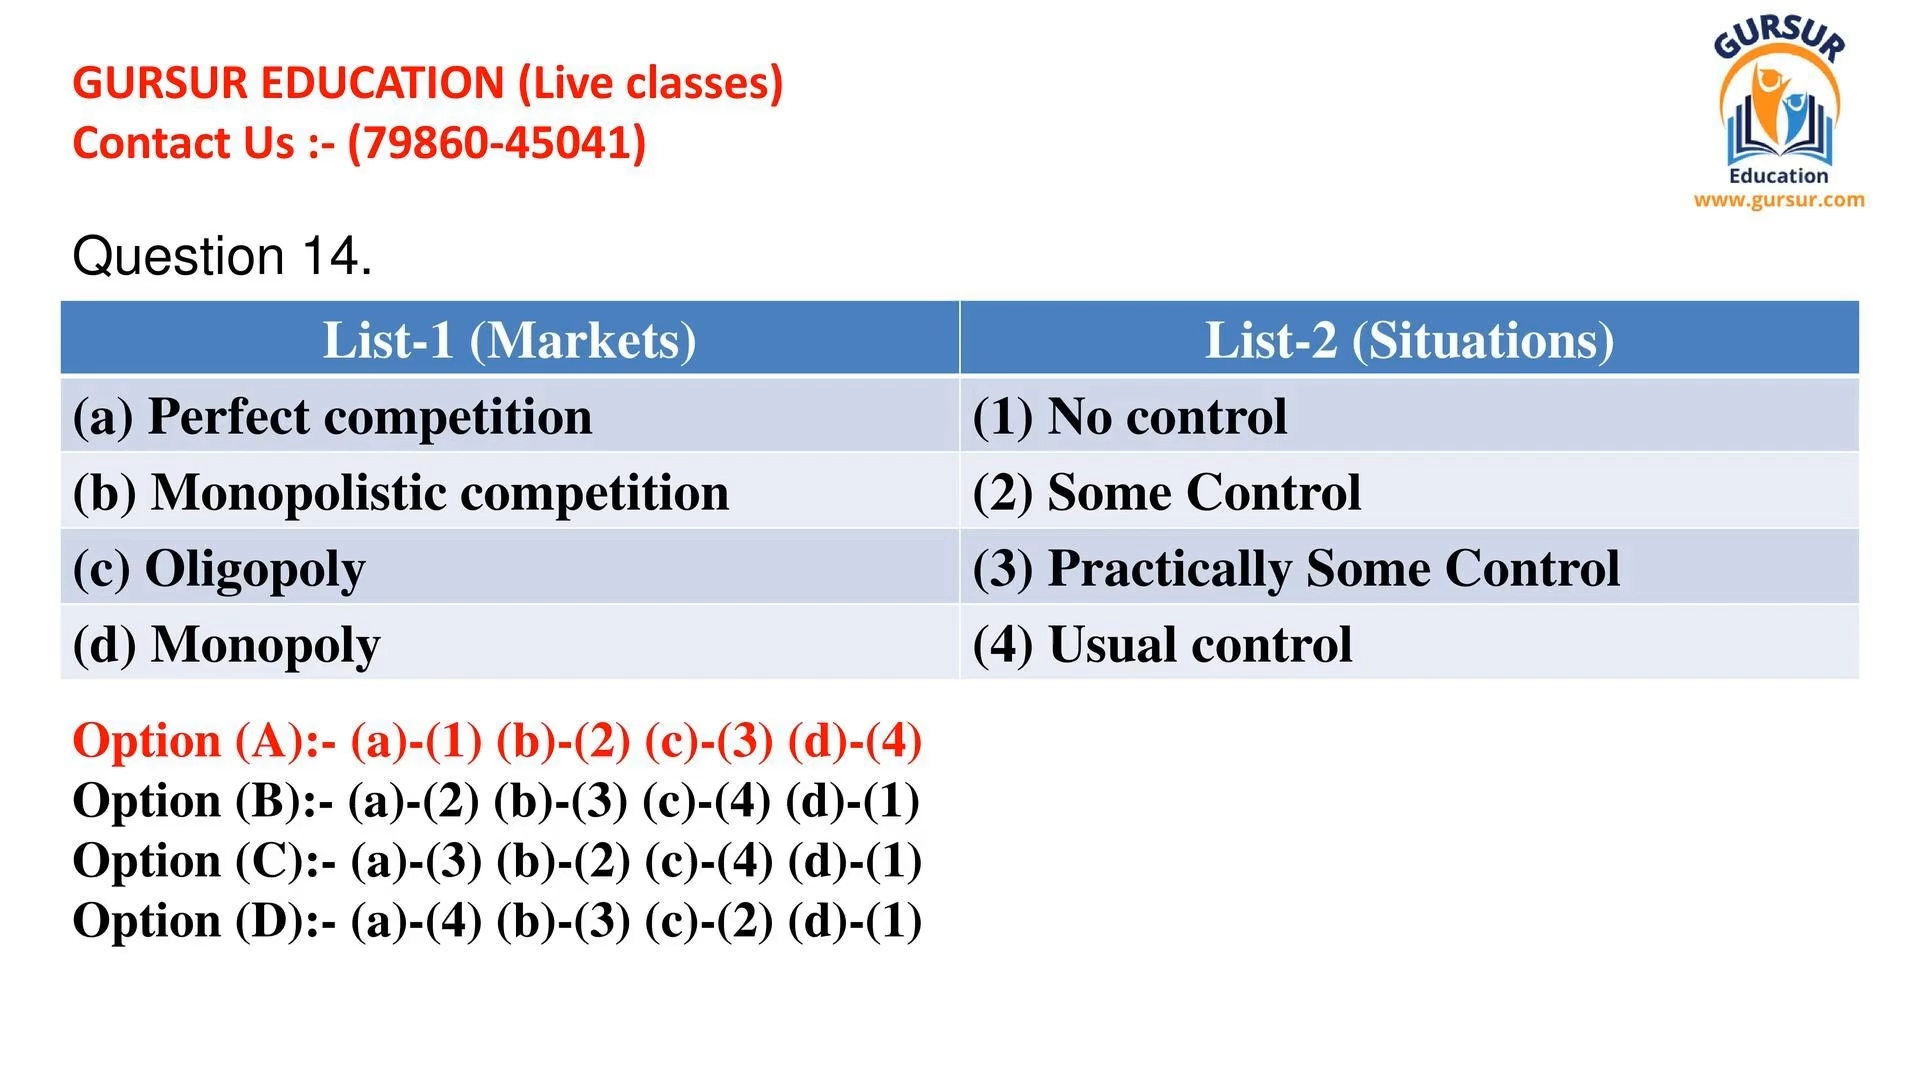 GURSUR EDUCATION (Live classes)
Contact Us :- (79860-45041)
GURSUR
Education
www.gursur.com
Question 14.
List-1 (Markets) List-2 (Situations)
(a) Perfect competition (1) No control
(b) Monopolistic competition (2) Some Control
(c) Oligopoly (3) Practically Some Control
(d) Monopoly (4) Usual control
Option (A):- (a)-(1) (b)-(2) (c)-(3) (d)-(4)
Option (B):- (a)-(2) (b)-(3) (c)-(4) (d)-(1)
Option (C):- (a)-(3) (b)-(2) (c)-(4) (d)-(1)
Option (D):- (a)-(4) (b)-(3) (c)-(2) (d)-(1)